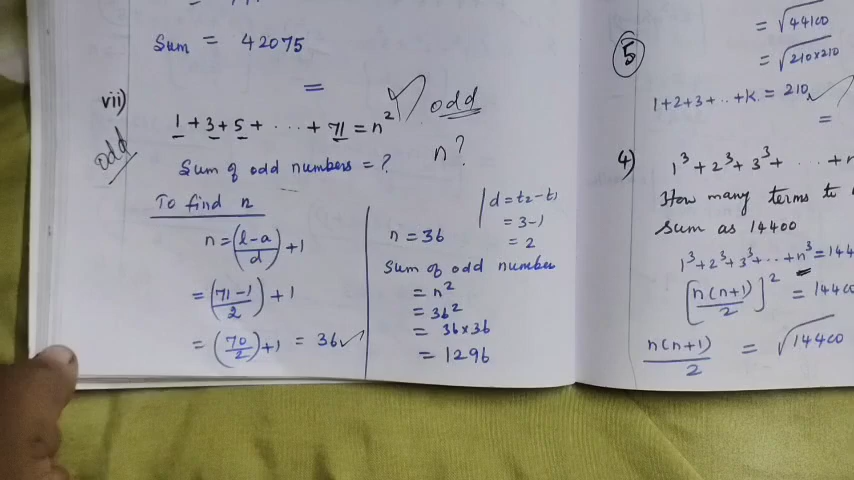 Sum = 42075
=
vii)
1 + 3 + 5 + ... + 71 = n²
odd
odd
n?
Sum of odd numbers = ?
To find n
n = (l-a/d) + 1
= (71-1/2) + 1
= (70/2) + 1 = 36 ✓
d = t₂ - t₁
= 3 - 1
= 2
n = 36
Sum of odd number
= n²
= 36²
= 36 × 36
= 1296
= √44100
5
= √210×210
1+2+3+..+K = 210
=
4)
1³ + 2³ + 3³ + ... +
How many terms to
Sum as 14400
1³ + 2³ + 3³ + ... + n³ = 144
[n(n+1)/2]² = 14400
n(n+1)/2 = √14400